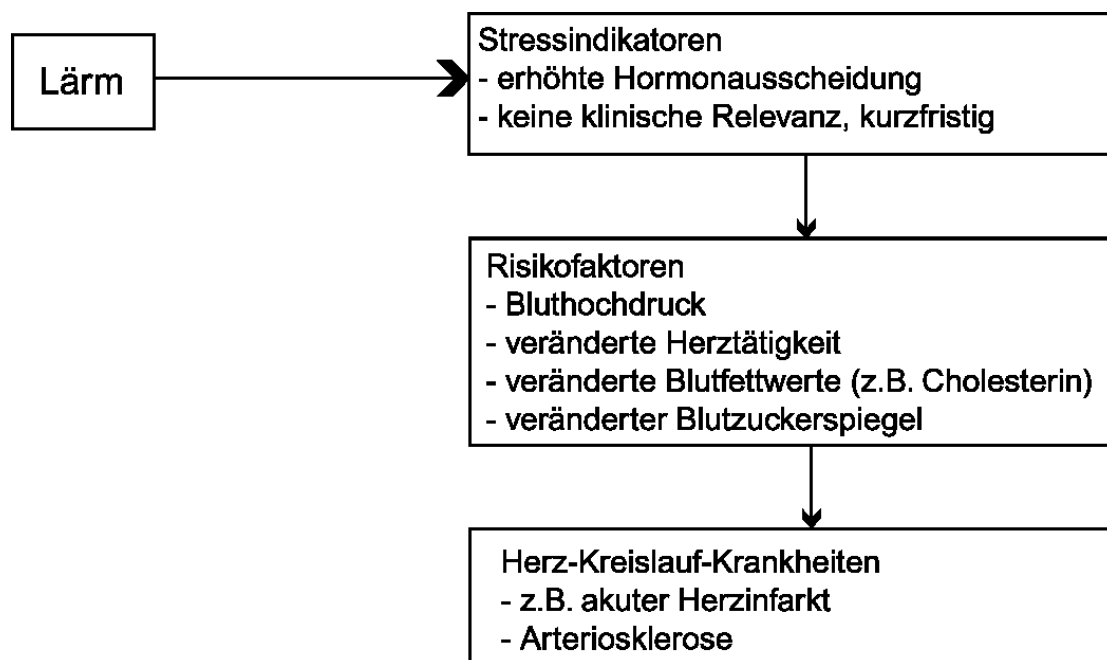 Lärm
Stressindikatoren
- erhöhte Hormonausscheidung
- keine klinische Relevanz, kurzfristig
Risikofaktoren
- Bluthochdruck
- veränderte Herztätigkeit
- veränderte Blutfettwerte (z.B. Cholesterin)
- veränderter Blutzuckerspiegel
Herz-Kreislauf-Krankheiten
- z.B. akuter Herzinfarkt
- Arteriosklerose